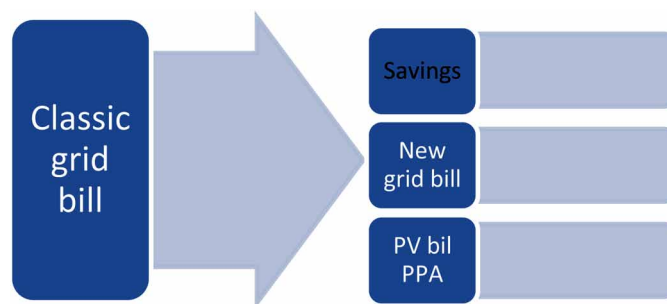 Classic
grid
bill
Savings
New
grid bill
PV bil
PPA